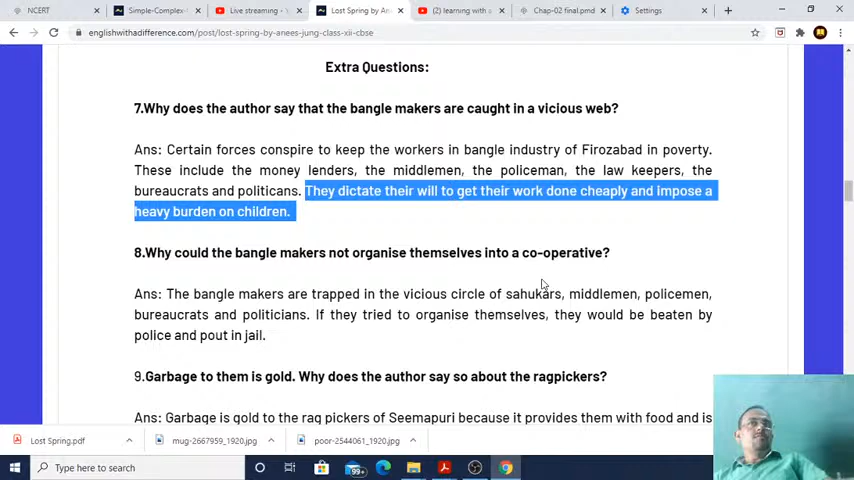 NCERT
Simple-Complex-
Live streaming -
Lost Spring by An
(2) learning with s
Chap-02 final.pmd
Settings
englishwithadifference.com/post/lost-spring-by-anees-jung-class-xii-cbse
Extra Questions:
7.Why does the author say that the bangle makers are caught in a vicious web?
Ans: Certain forces conspire to keep the workers in bangle industry of Firozabad in poverty.
These include the money lenders, the middlemen, the policeman, the law keepers, the
bureaucrats and politicans. They dictate their will to get their work done cheaply and impose a
heavy burden on children.
8.Why could the bangle makers not organise themselves into a co-operative?
Ans: The bangle makers are trapped in the vicious circle of sahukars, middlemen, policemen,
bureaucrats and politicians. If they tried to organise themselves, they would be beaten by
police and pout in jail.
9.Garbage to them is gold. Why does the author say so about the ragpickers?
Ans: Garbage is gold to the rag pickers of Seemapuri because it provides them with food and is
Lost Spring.pdf
mug-2667959_1920.jpg
poor-2544061_1920.jpg
Type here to search
99+